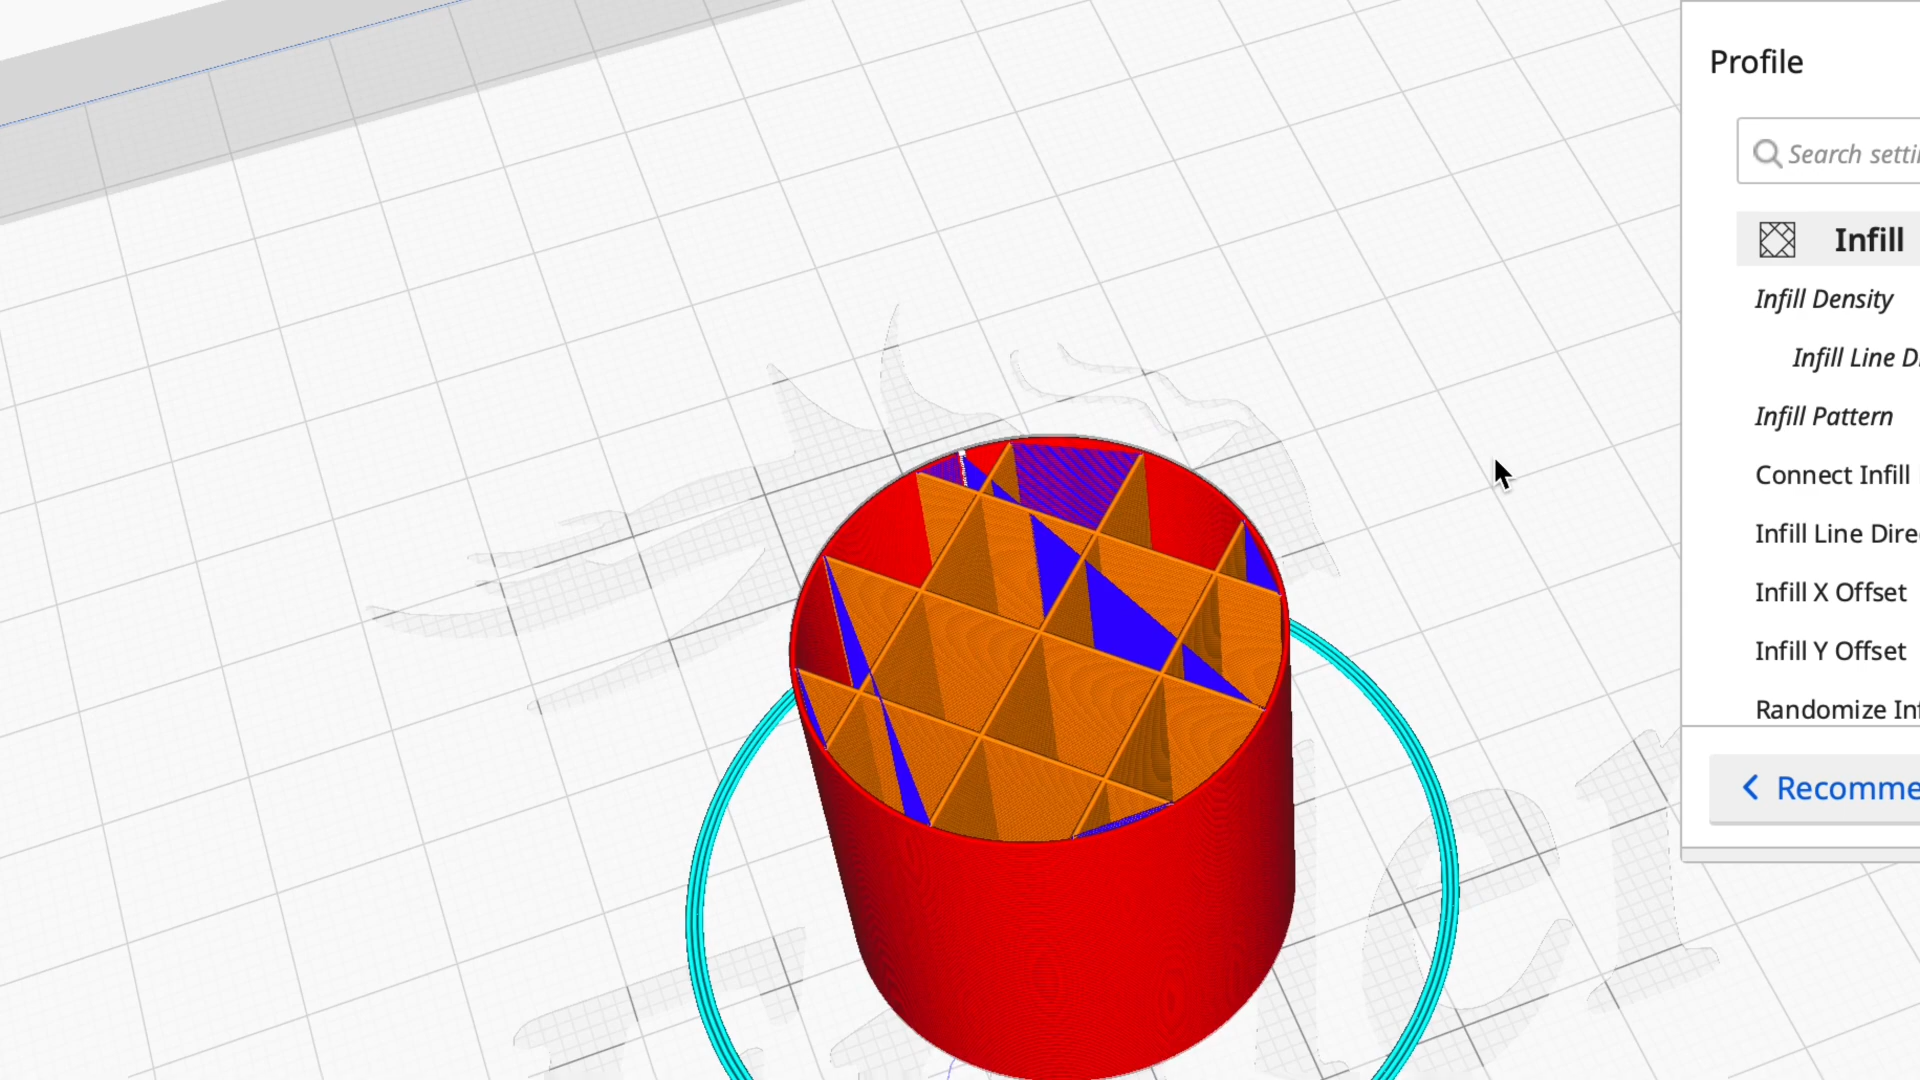 Profile
Search setti
Infill
Infill Density
Infill Line D
Infill Pattern
Connect Infill
Infill Line Dire
Infill X Offset
Infill Y Offset
Randomize Inf
Recomme